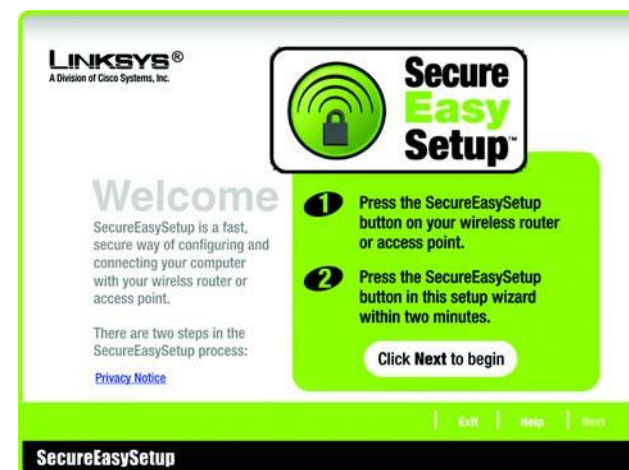 LINKSYS®
A Division of Cisco Systems, Inc.
Secure
Easy
Setup™
Welcome
SecureEasySetup is a fast,
secure way of configuring and
connecting your computer
with your wirelss router or
access point.
There are two steps in the
SecureEasySetup process:
Privacy Notice
1 Press the SecureEasySetup
button on your wireless router
or access point.
2 Press the SecureEasySetup
button in this setup wizard
within two minutes.
Click Next to begin
Exit | Help | Next
SecureEasySetup